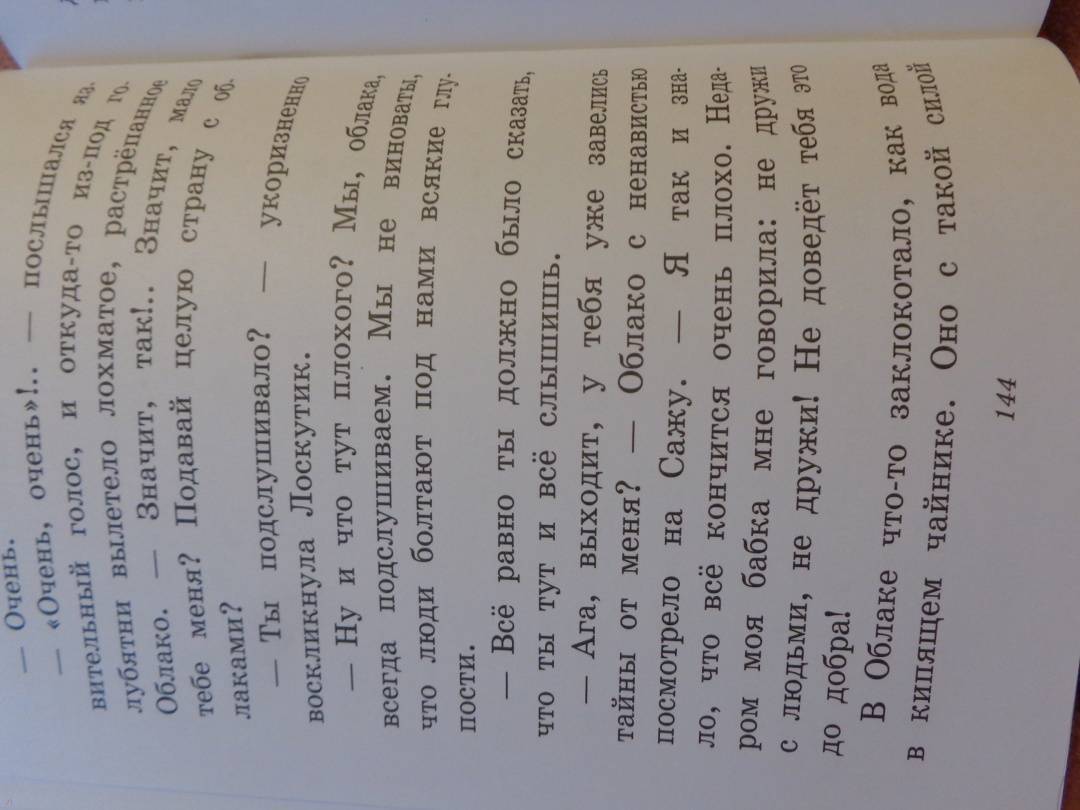 — Очень.
— «Очень, очень»!.. — послышался яз-
вительный голос, и откуда-то из-под го-
лубятни вылетело лохматое, растрёпанное
Облако. — Значит, так!.. Значит, мало
тебе меня? Подавай целую страну с об-
лаками?
— Ты подслушивало? — укоризненно
воскликнула Лоскутик.
— Ну и что тут плохого? Мы, облака,
всегда подслушиваем. Мы не виноваты,
что люди болтают под нами всякие глу-
пости.
— Всё равно ты должно было сказать,
что ты тут и всё слышишь.
— Ага, выходит, у тебя уже завелись
тайны от меня? — Облако с ненавистью
посмотрело на Сажу. — Я так и зна-
ло, что всё кончится очень плохо. Неда-
ром моя бабка мне говорила: не дружи
с людьми, не дружи! Не доведёт тебя это
до добра!
В Облаке что-то заклокотало, как вода
в кипящем чайнике. Оно с такой силой
144